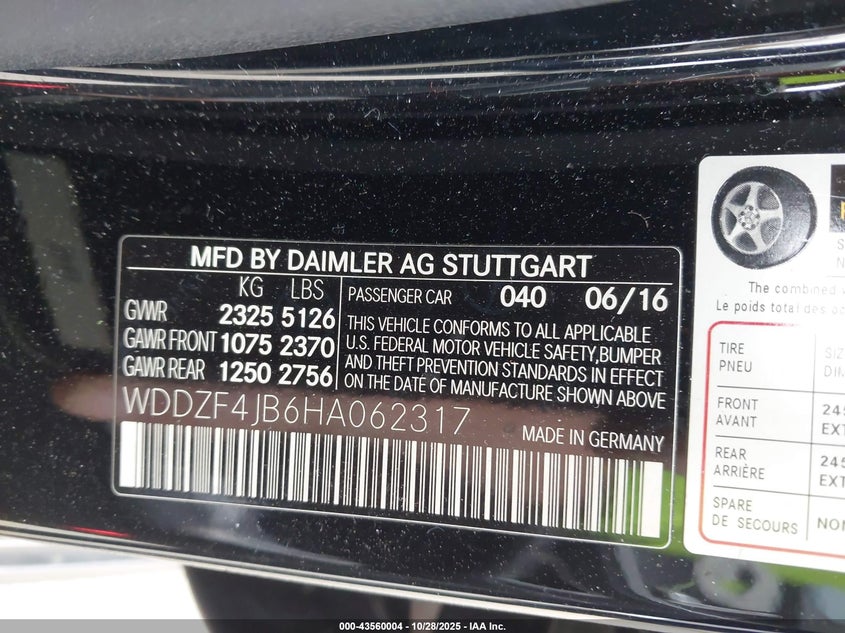 MFD BY DAIMLER AG STUTTGART
KG LBS
GVWR 2325 5126
GAWR FRONT 1075 2370
GAWR REAR 1250 2756
PASSENGER CAR 040 06/16
THIS VEHICLE CONFORMS TO ALL APPLICABLE
U.S. FEDERAL MOTOR VEHICLE SAFETY,BUMPER
AND THEFT PREVENTION STANDARDS IN EFFECT
ON THE DATE OF MANUFACTURE SHOWN ABOVE
WDDZF4JB6HA062317
MADE IN GERMANY
The combined
Le poids total des
TIRE
PNEU
FRONT
AVANT
REAR
ARRIÈRE
SPARE
DE SECOURS
000-43560004 - 10/28/2025 - IAA Inc.